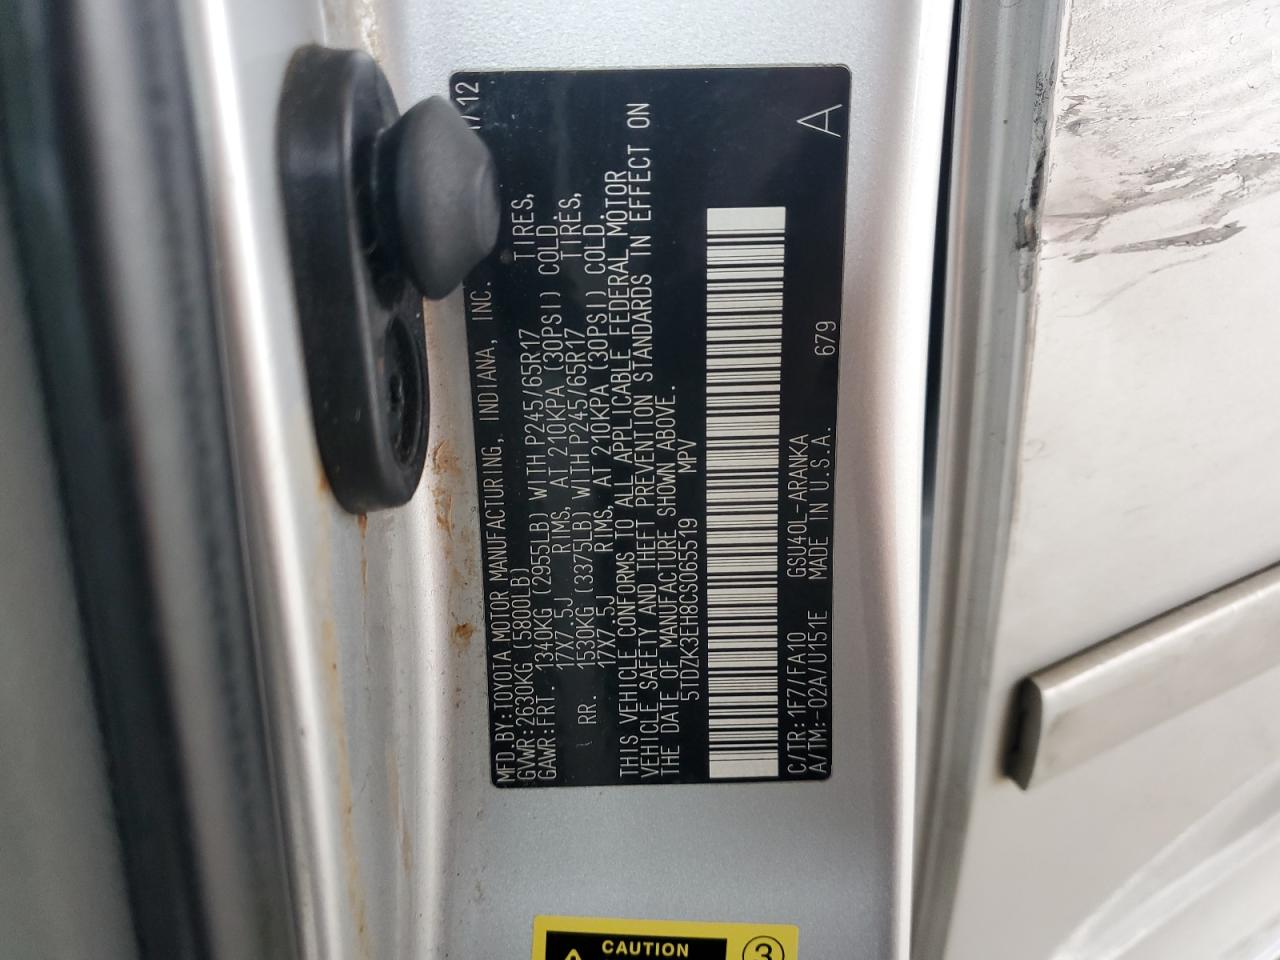 MFD. BY: TOYOTA MOTOR MANUFACTURING, INDIANA, INC. /12
GVWR: 2630KG (5800LB)
GAWR: FRT. 1340KG (2955LB) WITH P245/65R17 TIRES,
17X7.5J RIMS, AT 210KPA (30PSI) COLD.
RR. 1530KG (3375LB) WITH P245/65R17 TIRES,
17X7.5J RIMS, AT 210KPA (30PSI) COLD.
THIS VEHICLE CONFORMS TO ALL APPLICABLE FEDERAL MOTOR
VEHICLE SAFETY AND THEFT PREVENTION STANDARDS IN EFFECT ON
THE DATE OF MANUFACTURE SHOWN ABOVE.
5TDZK3EH8CS065519 MPV
A
C/TR: 1F7/FA10 GSU40L-ARANKA 679
A/TM: -02A/U151E MADE IN U.S.A.
CAUTION 3